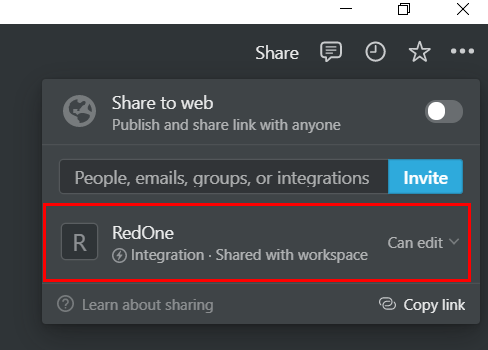 Share
Share to web
Publish and share link with anyone
People, emails, groups, or integrations
Invite
R
RedOne
Integration · Shared with workspace
Can edit
Learn about sharing
Copy link